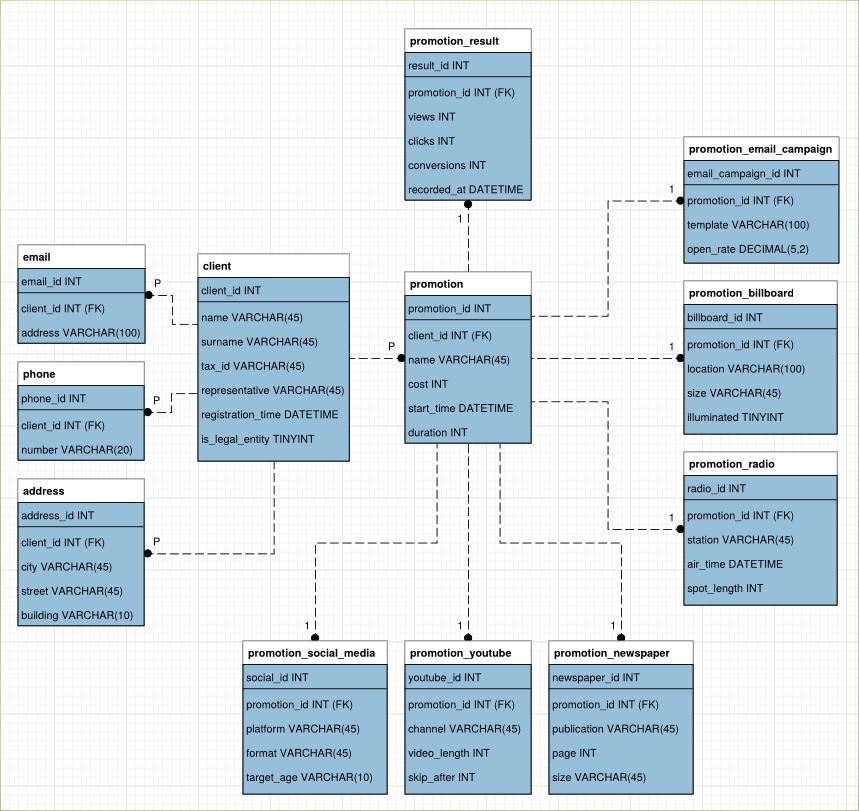 promotion_result
result_id INT
promotion_id INT (FK)
views INT
clicks INT
conversions INT
recorded_at DATETIME
1
promotion_email_campaign
email_campaign_id INT
promotion_id INT (FK)
template VARCHAR(100)
open_rate DECIMAL(5,2)
1
email
email_id INT
client_id INT (FK)
address VARCHAR(100)
P
client
client_id INT
name VARCHAR(45)
surname VARCHAR(45)
tax_id VARCHAR(45)
representative VARCHAR(45)
registration_time DATETIME
is_legal_entity TINYINT
promotion
promotion_id INT
client_id INT (FK)
name VARCHAR(45)
cost INT
start_time DATETIME
duration INT
P
promotion_billboard
billboard_id INT
promotion_id INT (FK)
location VARCHAR(100)
size VARCHAR(45)
illuminated TINYINT
1
phone
phone_id INT
client_id INT (FK)
number VARCHAR(20)
P
promotion_radio
radio_id INT
promotion_id INT (FK)
station VARCHAR(45)
air_time DATETIME
spot_length INT
1
address
address_id INT
client_id INT (FK)
city VARCHAR(45)
street VARCHAR(45)
building VARCHAR(10)
P
1
promotion_social_media
social_id INT
promotion_id INT (FK)
platform VARCHAR(45)
format VARCHAR(45)
target_age VARCHAR(10)
1
promotion_youtube
youtube_id INT
promotion_id INT (FK)
channel VARCHAR(45)
video_length INT
skip_after INT
1
promotion_newspaper
newspaper_id INT
promotion_id INT (FK)
publication VARCHAR(45)
page INT
size VARCHAR(45)